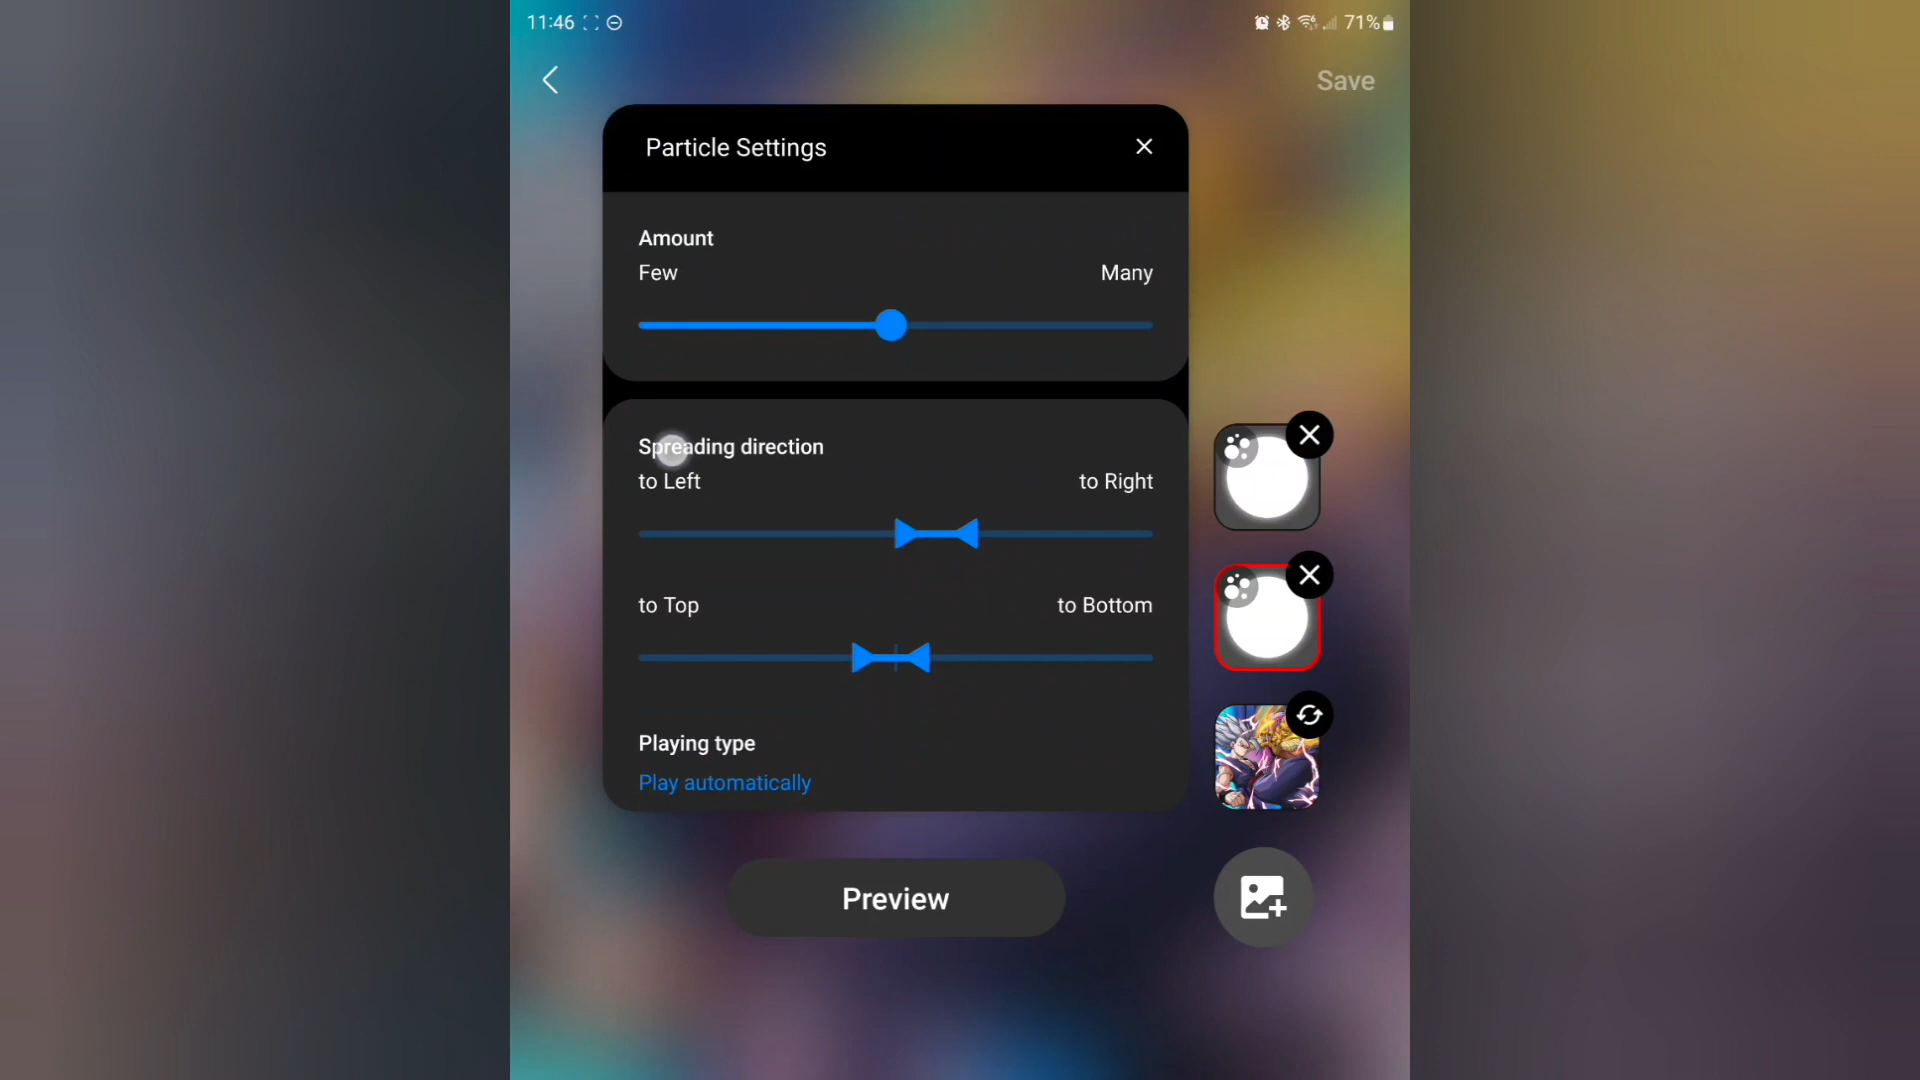 11:46
71%
Save
Particle Settings
Amount
Few
Many
Spreading direction
to Left
to Right
to Top
to Bottom
Playing type
Play automatically
Preview